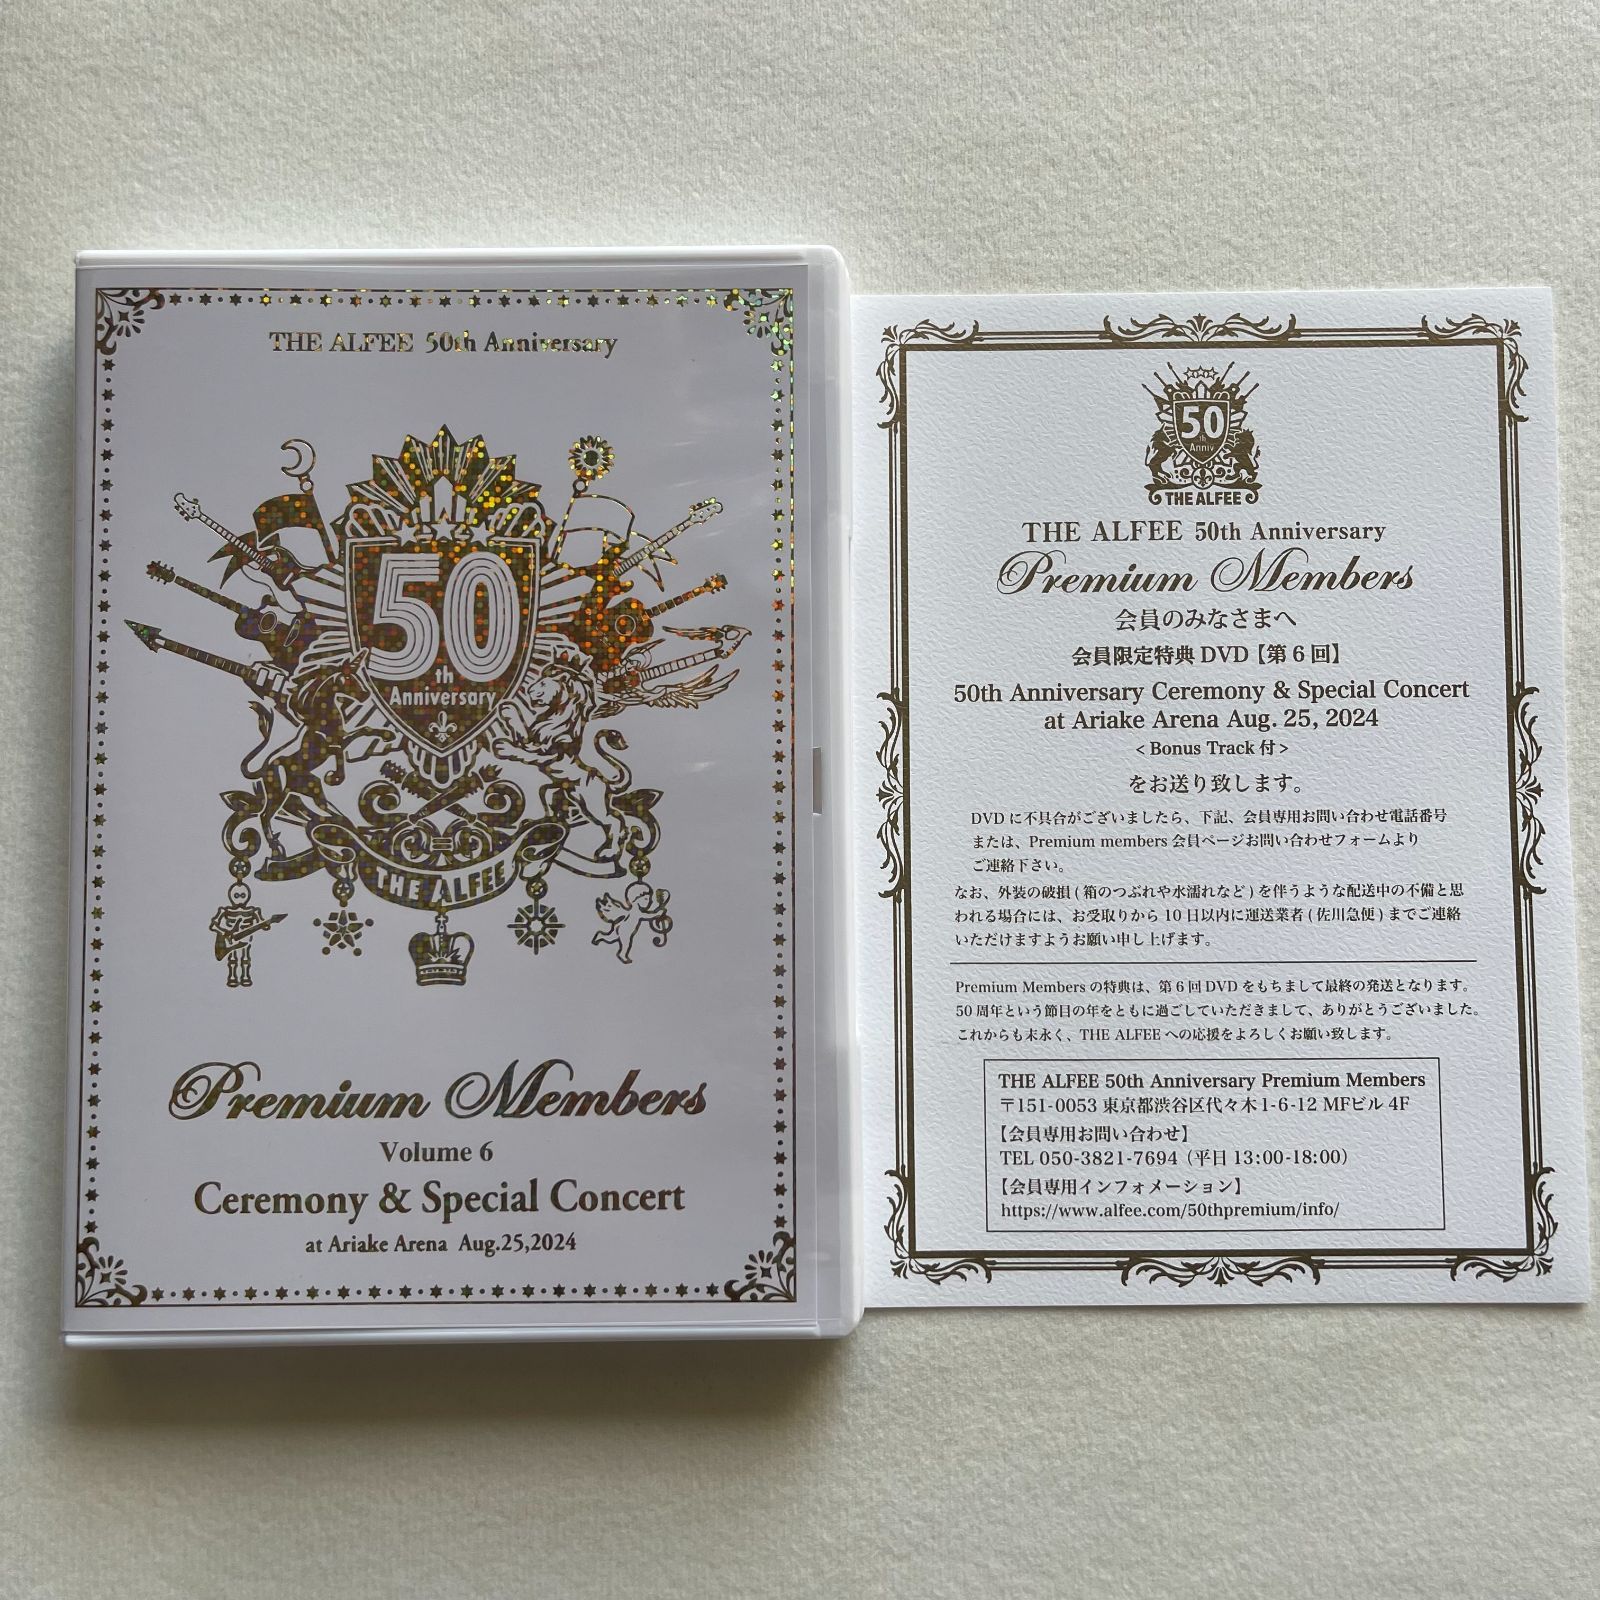 THE ALFEE 50th Anniversary
50
th
Anniversary
THE ALFEE
Premium Members
Volume 6
Ceremony & Special Concert
at Ariake Arena Aug.25,2024
50
th
Anniv
THE ALFEE
THE ALFEE 50th Anniversary
Premium Members
会員のみなさまへ
会員限定特典 DVD【第6回】
50th Anniversary Ceremony & Special Concert
at Ariake Arena Aug. 25, 2024
< Bonus Track 付 >
をお送り致します。
DVD に不具合がございましたら、下記、会員専用お問い合わせ電話番号
または、Premium members 会員ページお問い合わせフォームより
ご連絡下さい。
なお、外装の破損 ( 箱のつぶれや水濡れなど ) を伴うような配送中の不備と思
われる場合には、お受取りから 10 日以内に運送業者 ( 佐川急便 ) までご連絡
いただけますようお願い申し上げます。
Premium Members の特典は、第6回 DVD をもちまして最終の発送となります。
50 周年という節目の年をともに過ごしていただきまして、ありがとうございました。
これからも末永く、THE ALFEE への応援をよろしくお願い致します。
THE ALFEE 50th Anniversary Premium Members
〒151-0053 東京都渋谷区代々木 1-6-12 MFビル 4F
【会員専用お問い合わせ】
TEL 050-3821-7694（平日 13:00-18:00）
【会員専用インフォメーション】
https://www.alfee.com/50thpremium/info/